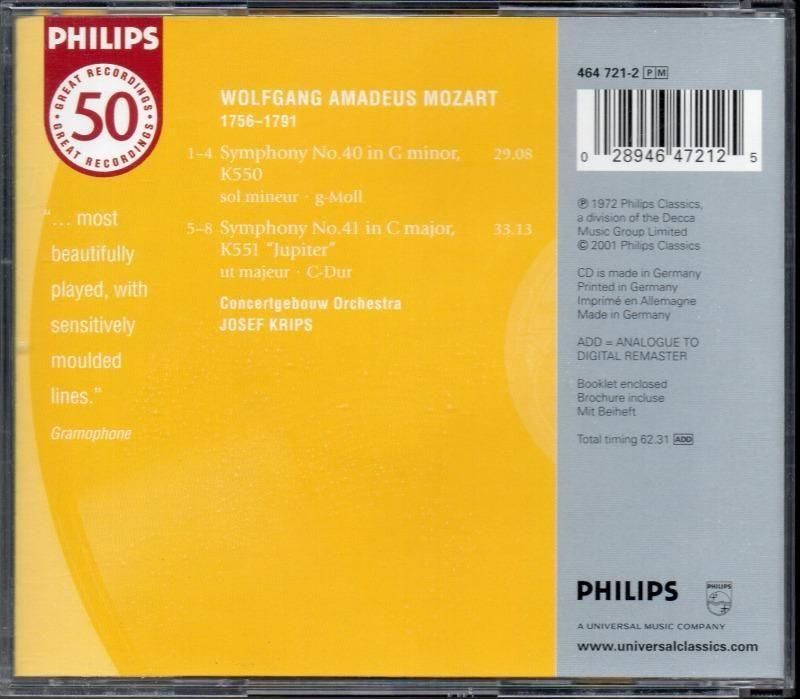 PHILIPS
GREAT RECORDINGS · GREAT RECORDINGS ·
50
WOLFGANG AMADEUS MOZART
1756–1791
1–4 Symphony No.40 in G minor, 29.08
K550
sol mineur · g-Moll
5–8 Symphony No.41 in C major, 33.13
K551 "Jupiter"
ut majeur · C-Dur
Concertgebouw Orchestra
JOSEF KRIPS
"... most
beautifully
played, with
sensitively
moulded
lines."
Gramophone
464 721-2 PM
0 28946 47212 5
℗ 1972 Philips Classics,
a division of the Decca
Music Group Limited
© 2001 Philips Classics
CD is made in Germany
Printed in Germany
Imprimé en Allemagne
Made in Germany
ADD = ANALOGUE TO
DIGITAL REMASTER
Booklet enclosed
Brochure incluse
Mit Beiheft
Total timing 62.31 ADD
PHILIPS
PHILIPS
A UNIVERSAL MUSIC COMPANY
www.universalclassics.com